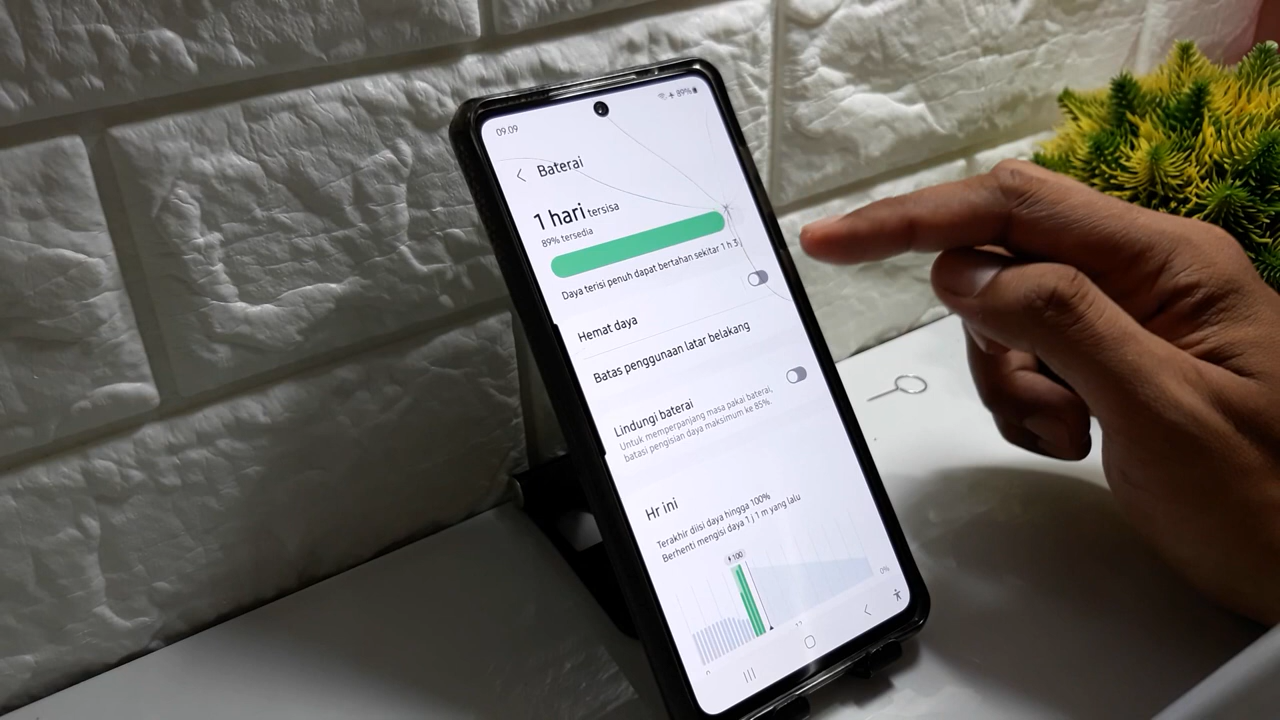 09.09
89%
Baterai
1 hari tersisa
89% tersedia
Daya terisi penuh dapat bertahan sekitar 1 h 3
Hemat daya
Batas penggunaan latar belakang
Lindungi baterai
Untuk memperpanjang masa pakai baterai,
batasi pengisian daya maksimum ke 85%.
Hr ini
Terakhir diisi daya hingga 100%
Berhenti mengisi daya 1 j 1 m yang lalu
100
0%